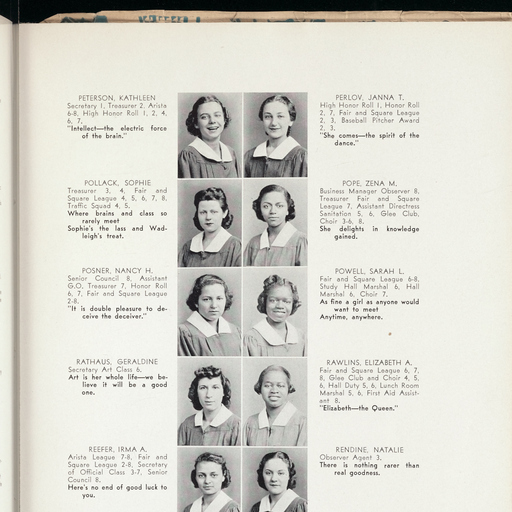 PETERSON, KATHLEEN
Secretary 1, Treasurer 2, Arista
6-8, High Honor Roll 1, 2, 4,
6, 7,
"Intellect—the electric force
of the brain."
PERLOV, JANNA T.
High Honor Roll 1, Honor Roll
2, 7, Fair and Square League
2, 3, Baseball Pitcher Award
2, 3.
"She comes—the spirit of the
dance."
POLLACK, SOPHIE
Treasurer 3, 4, Fair and
Square League 4, 5, 6, 7, 8,
Traffic Squad 4, 5.
Where brains and class so
rarely meet
Sophie's the lass and Wad-
leigh's treat.
POPE, ZENA M.
Business Manager Observer 8,
Treasurer Fair and Square
League 7, Assistant Directress
Sanitation 5, 6, Glee Club,
Choir 3-6, 8.
She delights in knowledge
gained.
POSNER, NANCY H.
Senior Council 8, Assistant
G.O, Treasurer 7, Honor Roll
6, 7, Fair and Square League
2-8.
"It is double pleasure to de-
ceive the deceiver."
POWELL, SARAH L.
Fair and Square League 6-8,
Study Hall Marshal 6, Hall
Marshal 6, Choir 7.
As fine a girl as anyone would
want to meet
Anytime, anywhere.
RATHAUS, GERALDINE
Secretary Art Class 6.
Art is her whole life—we be-
lieve it will be a good
one.
RAWLINS, ELIZABETH A.
Fair and Square League 6, 7,
8, Glee Club and Choir 4, 5,
6, Hall Duty 5, 6, Lunch Room
Marshal 5, 6, First Aid Assist-
ant 8.
"Elizabeth—the Queen."
REEFER, IRMA A.
Arista League 7-8, Fair and
Square League 2-8, Secretary
of Official Class 3-7, Senior
Council 8.
Here's no end of good luck to
you.
RENDINE, NATALIE
Observer Agent 3.
There is nothing rarer than
real goodness.